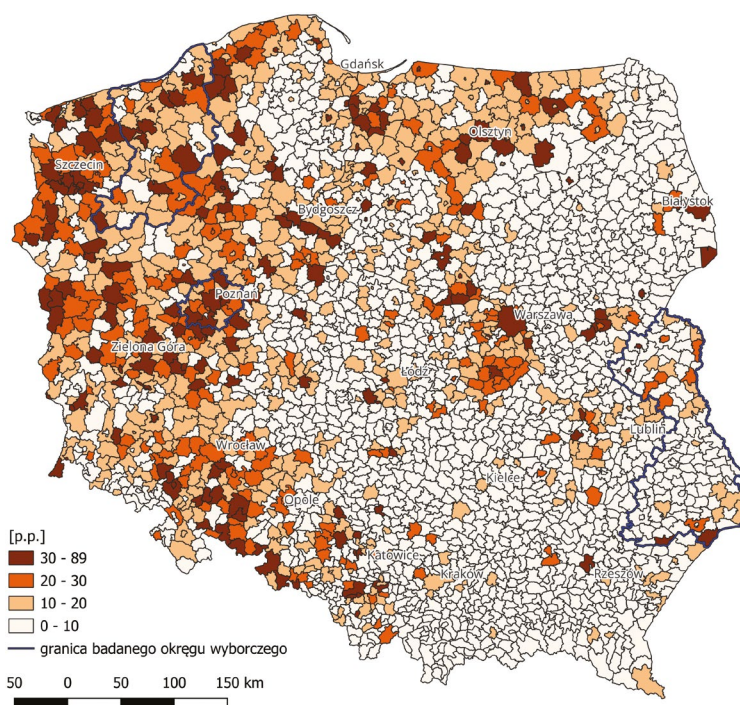 Gdańsk
Olsztyn
Szczecin
Białystok
Bydgoszcz
Poznań
Warszawa
Zielona Góra
Łódź
Lublin
Wrocław
Kielce
Opole
Katowice
Kraków
Rzeszów
[p.p.]
30 - 89
20 - 30
10 - 20
0 - 10
granica badanego okręgu wyborczego
50 0 50 100 150 km